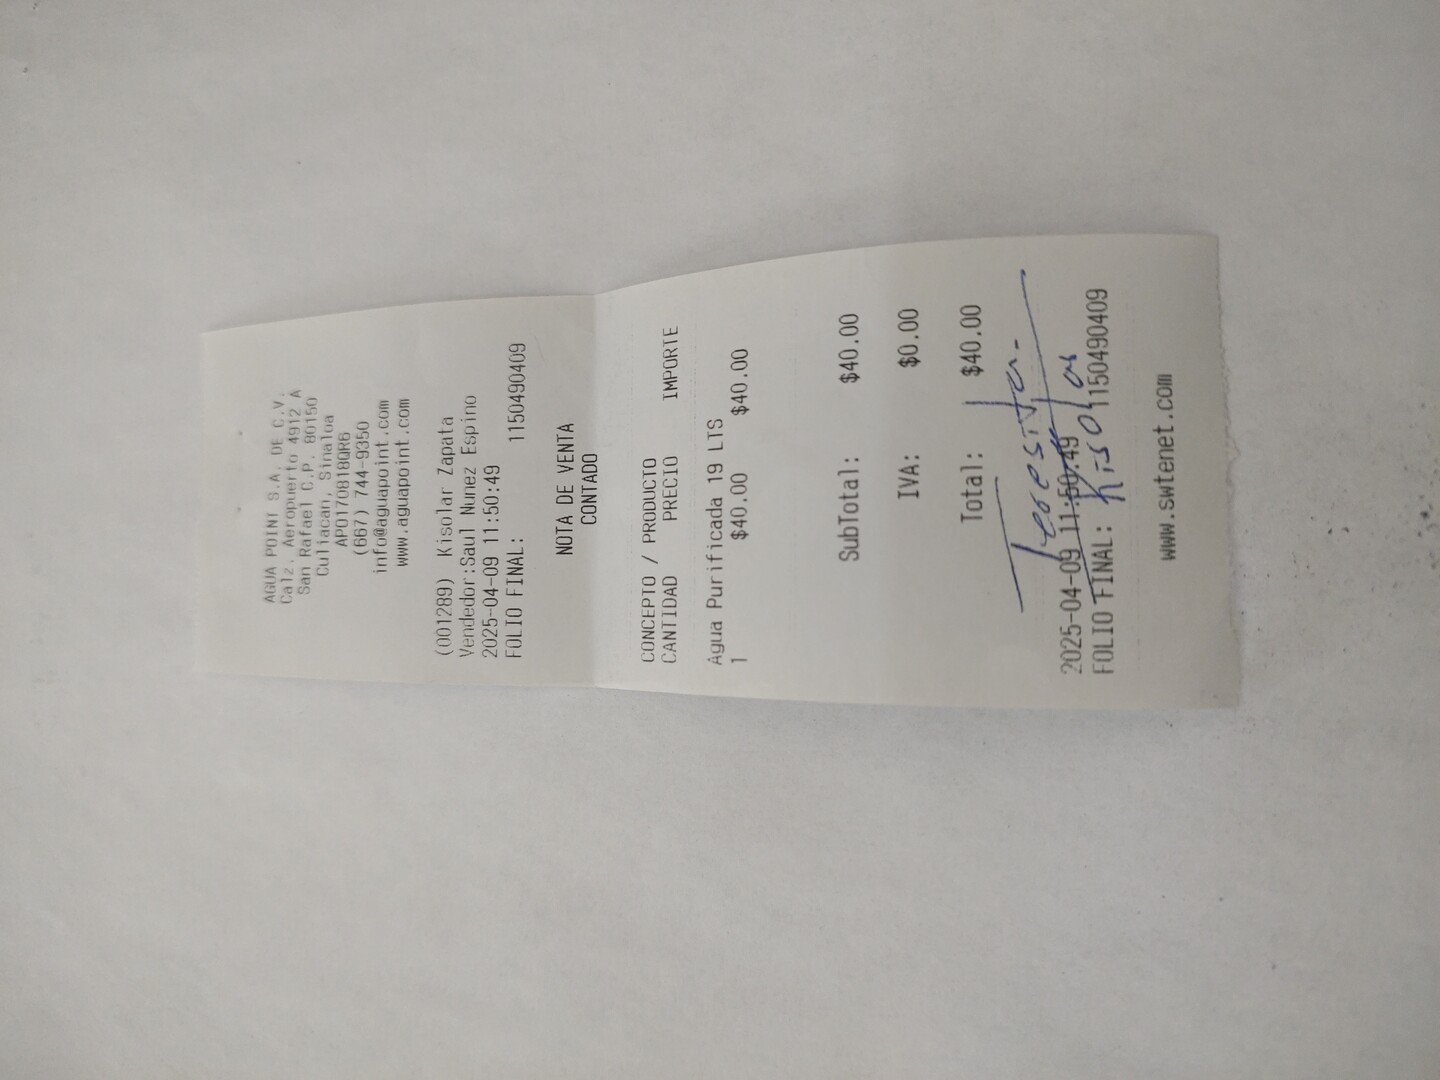 AGUA POINT S.A. DE C.V.
Calz. Aeropuerto 4912 A
San Rafael C.P. 80150
Culiacan, Sinaloa
APO170818QR6
(667) 744-9350
info@aguapoint.com
www.aguapoint.com
(001289) Kisolar Zapata
Vendedor:Saul Nunez Espino
2025-04-09 11:50:49
FOLIO FINAL: 1150490409
NOTA DE VENTA
CONTADO
CONCEPTO / PRODUCTO
CANTIDAD PRECIO IMPORTE
Agua Purificada 19 LTS
1 $40.00 $40.00
SubTotal: $40.00
IVA: $0.00
Total: $40.00
Teresita.
2025-04-09 11:50:49
Kisolar
FOLIO FINAL: 1150490409
www.swtenet.com